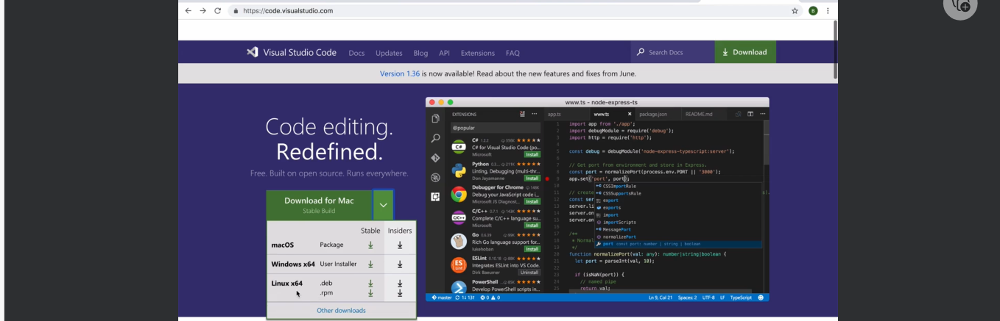 https://code.visualstudio.com
B
Visual Studio Code Docs Updates Blog API Extensions FAQ Search Docs Download
Version 1.36 is now available! Read about the new features and fixes from June.
Code editing.
Redefined.
Free. Built on open source. Runs everywhere.
Download for Mac
Stable Build
Stable Insiders
macOS Package
Windows x64 User Installer
Linux x64 .deb
.rpm
Other downloads
www.ts - node-express-ts
EXTENSIONS
@popular
C# 1.2.2 356K
C# for Visual Studio Code (po...
Microsoft Install
Python 0.3... 211K
Linting, Debugging (multi-thr...
Don Jayamanne Install
Debugger for Chrome 148K
Debug your JavaScript code i...
Microsoft JS Diagnost... Install
C/C++ 0.7.1 143K
Complete C/C++ language su...
Microsoft Install
Go 0.6.39 99K
Rich Go language support for...
lukehoban Install
ESLint 0.10.18 88K
Integrates ESLint into VS Code.
Dirk Baeumer Uninstall
PowerShell ...85K
Develop PowerShell scripts in...
app.ts www.ts package.json README.md
1 import app from './app';
2 import debugModule = require('debug');
3 import http = require('http');
4
5 const debug = debugModule('node-express-typescript:server');
6
7 // Get port from environment and store in Express.
8 const port = normalizePort(process.env.PORT || '3000');
9 app.set('port', port);
10
11 // create
12 const ser
13 server.li
14 server.on
15 server.on
16
17 /**
18 * Normal
19 */
20 function normalizePort(val: any): number|string|boolean {
21 let port = parseInt(val, 10);
22
23 if (isNaN(port)) {
24 // named pipe
25 return val;
CSSImportRule
CSSSupportsRule
export
exports
import
importScripts
MessagePort
normalizePort
port const port: number | string | boolean
master 1↓ 13↑ 0 0 Ln 9, Col 21 Spaces: 2 UTF-8 LF TypeScript